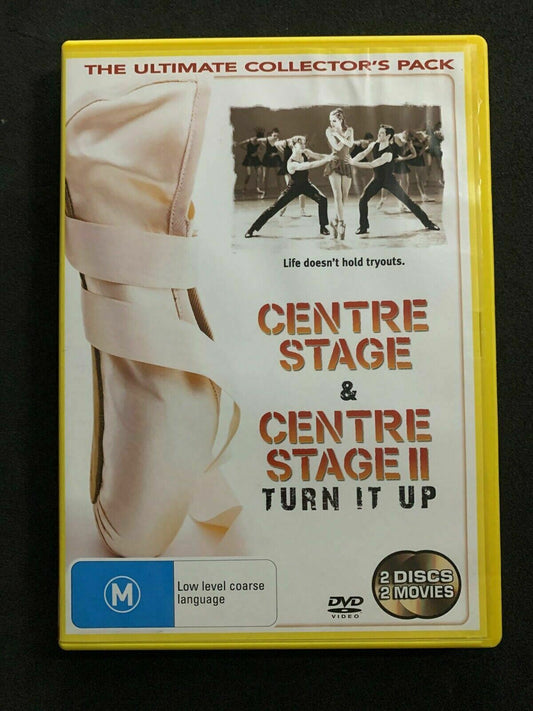 THE ULTIMATE COLLECTOR'S PACK
Life doesn't hold tryouts.
CENTRE
STAGE
&
CENTRE
STAGE II
TURN IT UP
M
Low level coarse
language
DVD
VIDEO
2 DISCS
2 MOVIES